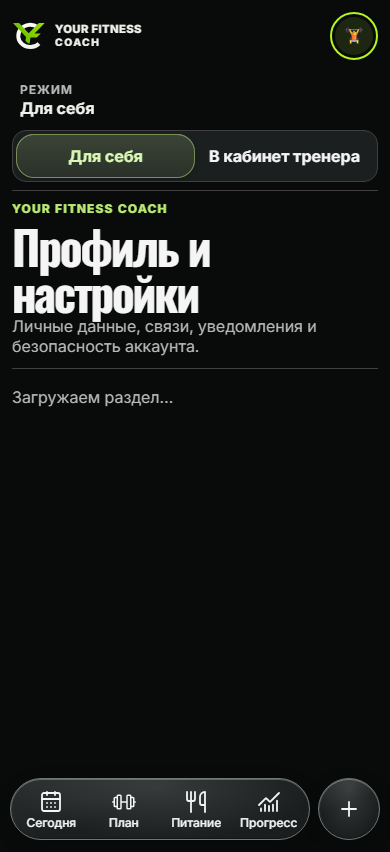 YOUR FITNESS
COACH
РЕЖИМ
Для себя
Для себя
В кабинет тренера
YOUR FITNESS COACH
Профиль и
настройки
Личные данные, связи, уведомления и
безопасность аккаунта.
Загружаем раздел...
Сегодня
План
Питание
Прогресс